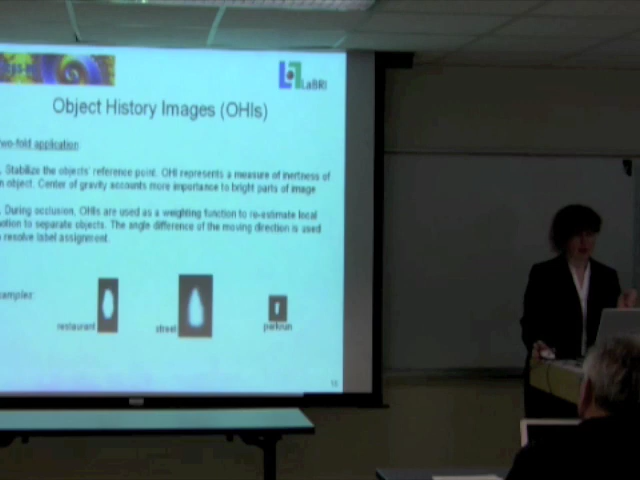 LaBRI
Object History Images (OHIs)
wo-fold application:
. Stabilize the objects' reference point. OHI represents a measure of inertness of
n object. Center of gravity accounts more importance to bright parts of image
. During occlusion, OHIs are used as a weighting function to re-estimate local
otion to separate objects. The angle difference of the moving direction is used
resolve label assignment.
amples:
restaurant
street
parkrun